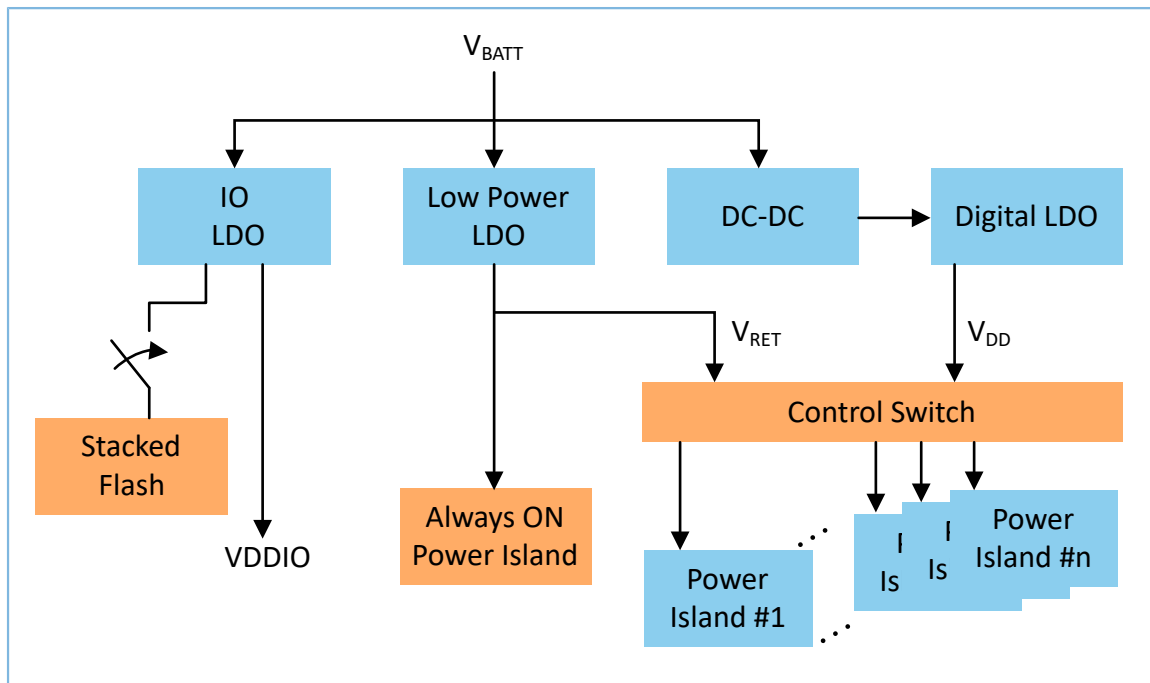 VBATT
IO
LDO
Low Power
LDO
DC-DC
Digital LDO
VRET
VDD
Control Switch
Stacked
Flash
Always ON
Power Island
VDDIO
Power
Island #1
Power
Island #n